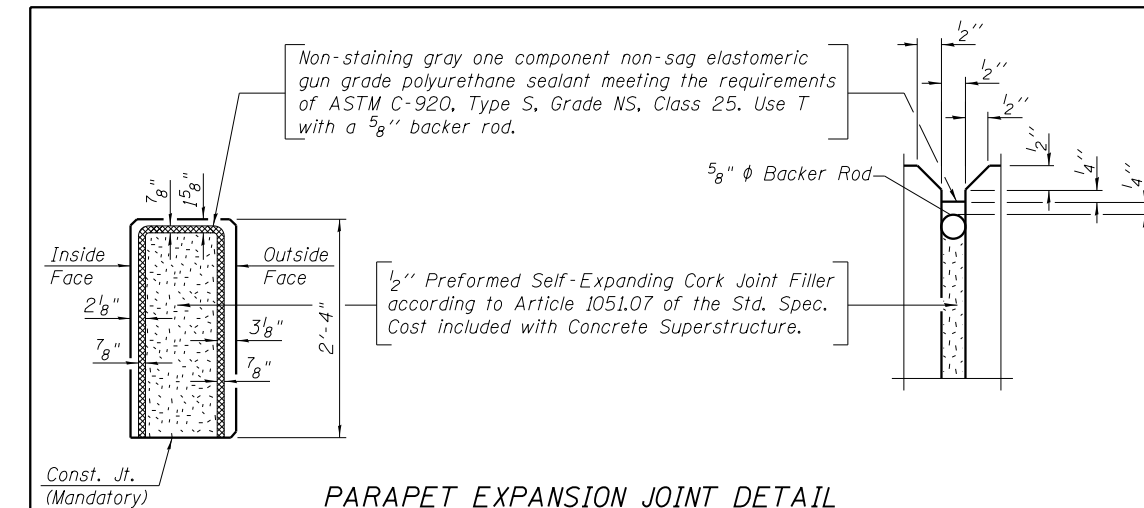 Non-staining gray one component non-sag elastomeric
gun grade polyurethane sealant meeting the requirements
of ASTM C-920, Type S, Grade NS, Class 25. Use T
with a 5/8" backer rod.
1/2"
1/2"
1/2"
1/2"
1/4"
1/4"
5/8" φ Backer Rod
7/8"
1 5/8"
Inside
Face
Outside
Face
1/2" Preformed Self-Expanding Cork Joint Filler
according to Article 1051.07 of the Std. Spec.
Cost included with Concrete Superstructure.
2 1/8"
3 1/8"
7/8"
7/8"
2'-4"
Const. Jt.
(Mandatory)
PARAPET EXPANSION JOINT DETAIL